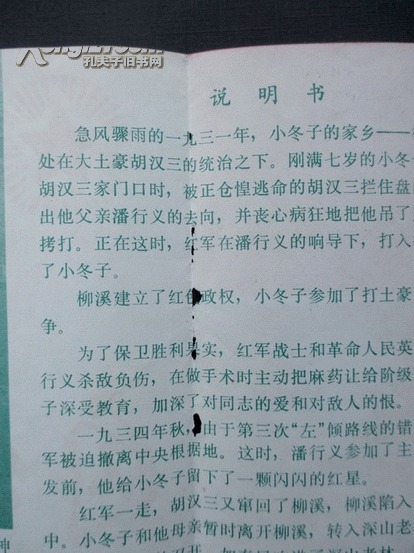 孔夫子旧书网
说明书
急风骤雨的一九三一年，小冬子的家乡——
处在大土豪胡汉三的统治之下。刚满七岁的小冬
胡汉三家门口时，被正仓惶逃命的胡汉三拦住盘
出他父亲潘行义的去向，并丧心病狂地把他吊了
拷打。正在这时，红军在潘行义的响导下，打入
了小冬子。
柳溪建立了红色政权，小冬子参加了打土豪
争。
为了保卫胜利果实，红军战士和革命人民英
行义杀敌负伤，在做手术时主动把麻药让给阶级
子深受教育，加深了对同志的爱和对敌人的恨。
一九三四年秋，由于第三次“左”倾路线的错
军被迫撤离中央根据地。这时，潘行义参加了主
发前，他给小冬子留下了一颗闪闪的红星。
红军一走，胡汉三又窜回了柳溪，柳溪陷入
中。小冬子和他母亲暂时离开柳溪，转入深山老
神